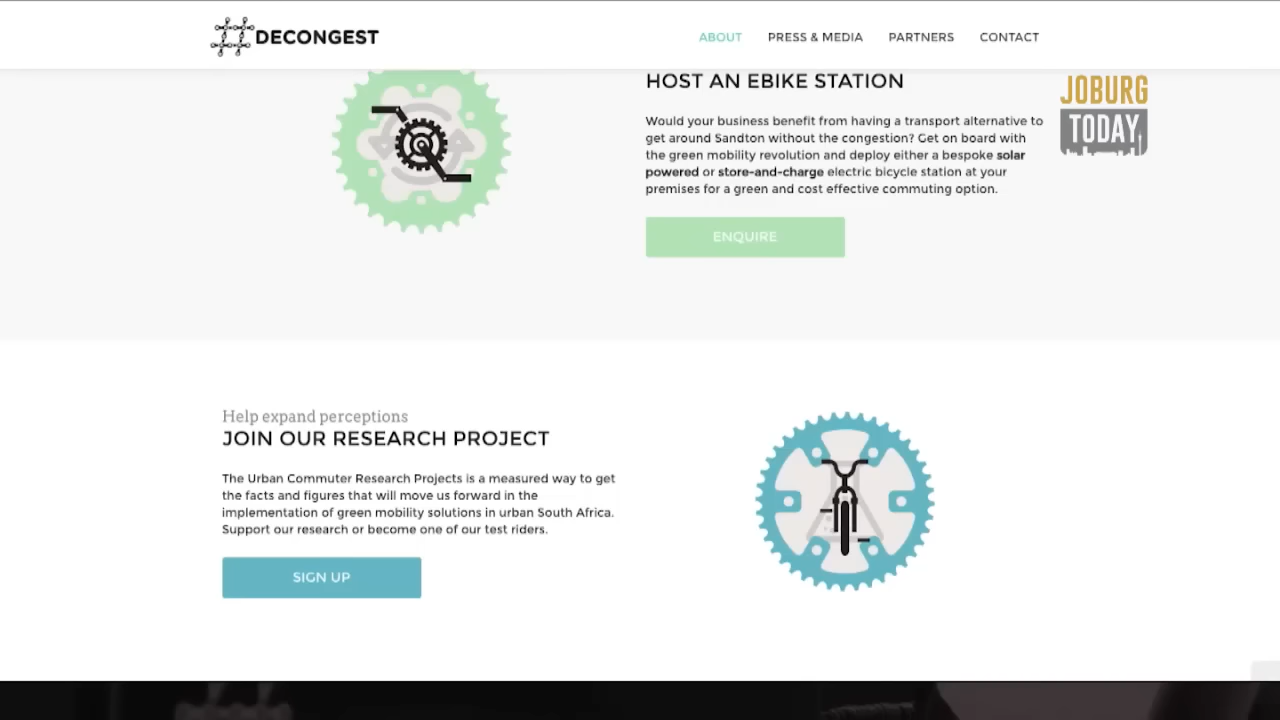 #DECONGEST
ABOUT
PRESS & MEDIA
PARTNERS
CONTACT
HOST AN EBIKE STATION
JOBURG
TODAY
Would your business benefit from having a transport alternative to
get around Sandton without the congestion? Get on board with
the green mobility revolution and deploy either a bespoke solar
powered or store-and-charge electric bicycle station at your
premises for a green and cost effective commuting option.
ENQUIRE
Help expand perceptions
JOIN OUR RESEARCH PROJECT
The Urban Commuter Research Projects is a measured way to get
the facts and figures that will move us forward in the
implementation of green mobility solutions in urban South Africa.
Support our research or become one of our test riders.
SIGN UP